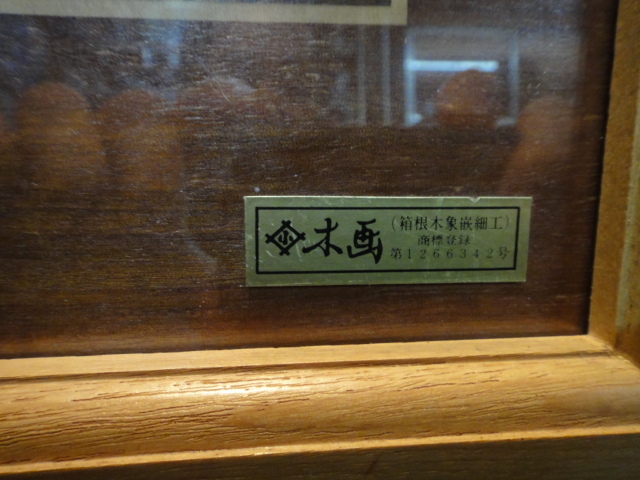 木画
(箱根木象嵌細工)
商標登録
第1266342号